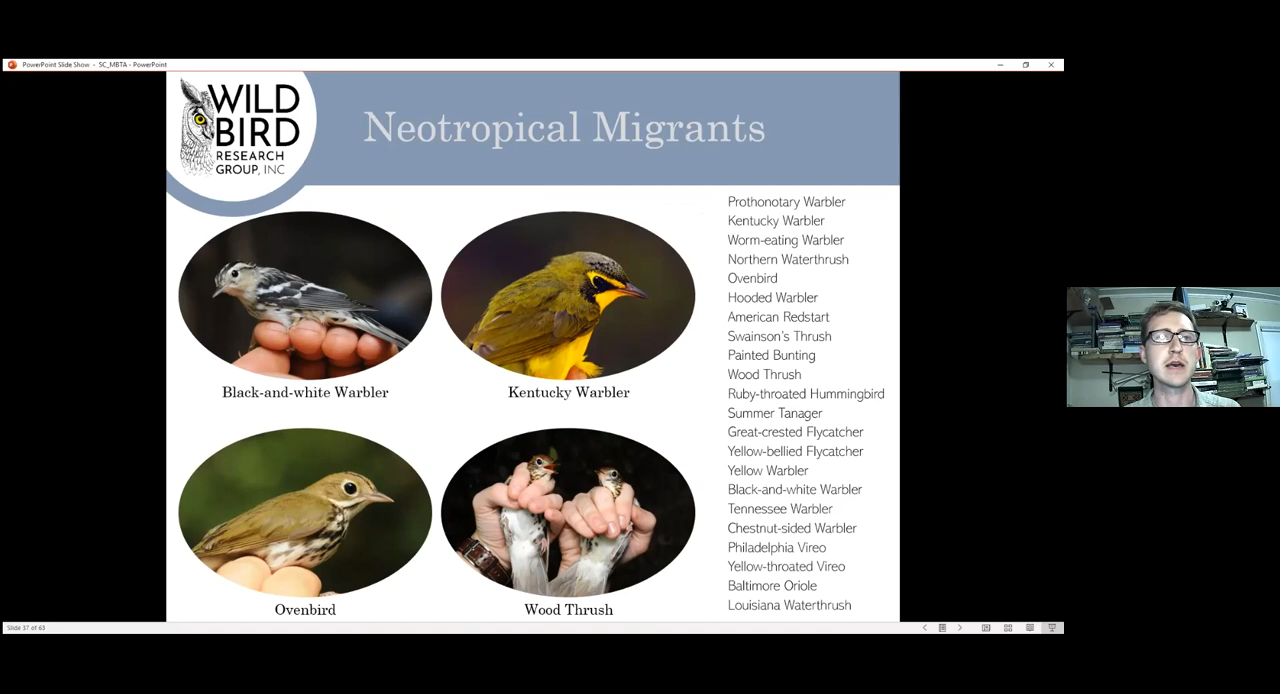 PowerPoint Slide Show - SC_MBTA - PowerPoint
WILD
BIRD
RESEARCH
GROUP, INC
Neotropical Migrants
Black-and-white Warbler
Kentucky Warbler
Ovenbird
Wood Thrush
Prothonotary Warbler
Kentucky Warbler
Worm-eating Warbler
Northern Waterthrush
Ovenbird
Hooded Warbler
American Redstart
Swainson's Thrush
Painted Bunting
Wood Thrush
Ruby-throated Hummingbird
Summer Tanager
Great-crested Flycatcher
Yellow-bellied Flycatcher
Yellow Warbler
Black-and-white Warbler
Tennessee Warbler
Chestnut-sided Warbler
Philadelphia Vireo
Yellow-throated Vireo
Baltimore Oriole
Louisiana Waterthrush
Slide 37 of 63